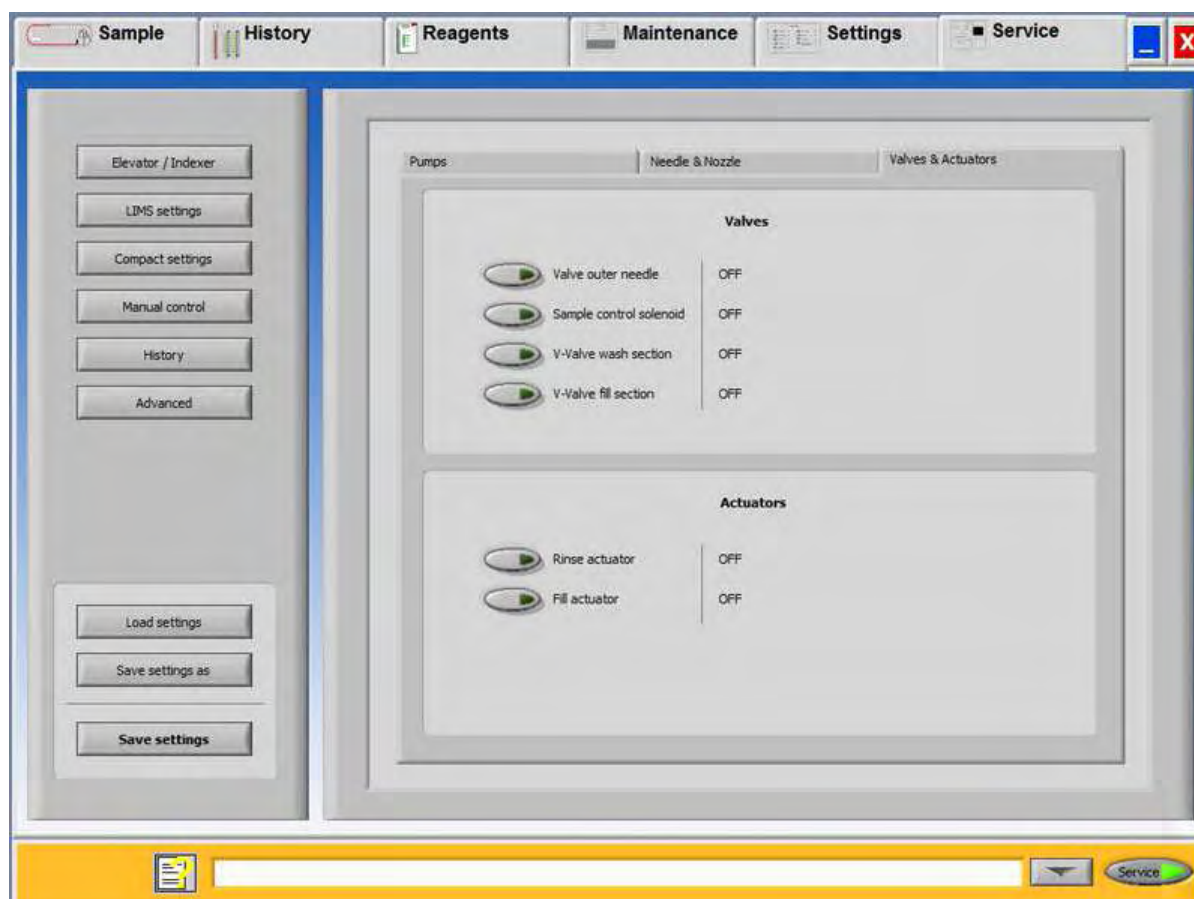 Sample History Reagents Maintenance Settings Service _ X
Elevator / Indexer
LIMS settings
Compact settings
Manual control
History
Advanced
Load settings
Save settings as
Save settings
Pumps Needle & Nozzle Valves & Actuators
Valves
Valve outer needle OFF
Sample control solenoid OFF
V-Valve wash section OFF
V-Valve fill section OFF
Actuators
Rinse actuator OFF
Fill actuator OFF
Service